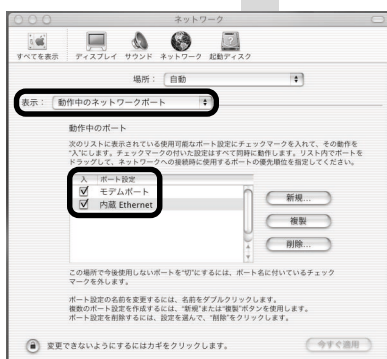 ネットワーク
すべてを表示 ディスプレイ サウンド ネットワーク 起動ディスク
場所： 自動
表示： 動作中のネットワークポート
動作中のポート
次のリストに表示されている使用可能なポート設定にチェックマークを入れて、その動作を
"入"にします。チェックマークの付いた設定はすべて同時に動作します。リスト内でポートを
ドラッグして、ネットワークへの接続時に使用するポートの優先順位を指定してください。
入 ポート設定
モデムポート
内蔵 Ethernet
新規...
複製
削除...
この場所で今後使用しないポートを"切"にするには、ポート名に付いているチェック
マークを外します。
ポート設定の名前を変更するには、名前をダブルクリックします。
複数のポート設定を作成するには、"新規"または"複製"ボタンを使用します。
ポート設定を削除するには、設定を選んで、"削除"をクリックします。
変更できないようにするにはカギをクリックします。 今すぐ適用